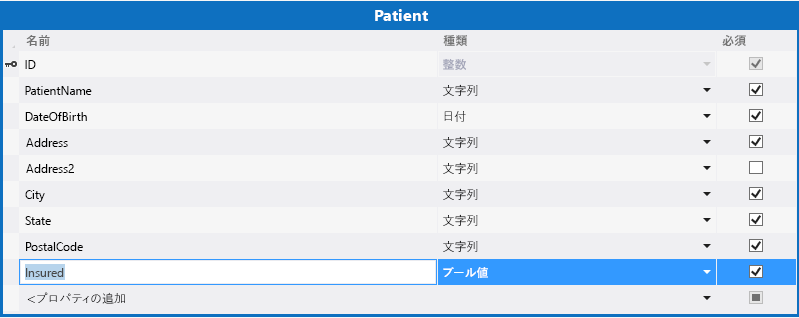 Patient
名前 種類 必須
ID 整数
PatientName 文字列
DateOfBirth 日付
Address 文字列
Address2 文字列
City 文字列
State 文字列
PostalCode 文字列
Insured ブール値
<プロパティの追加